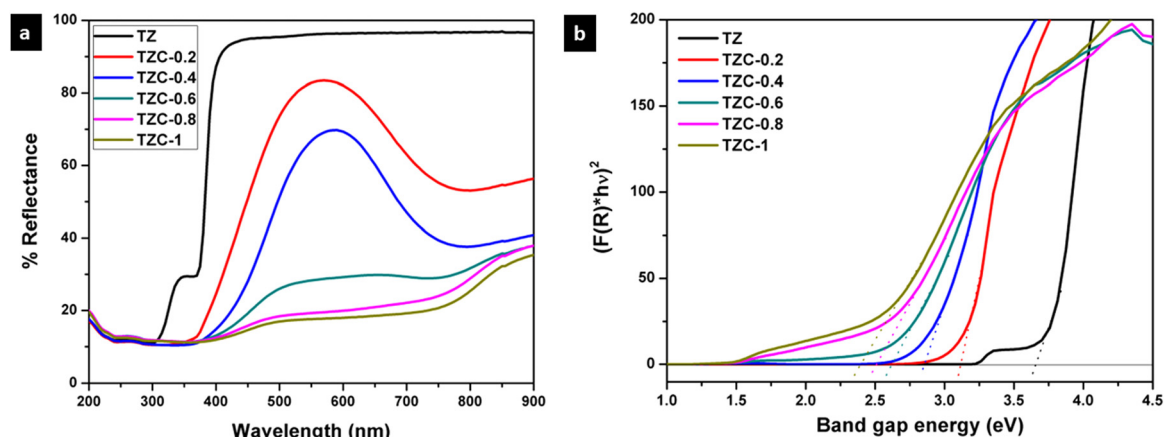 a
% Reflectance
100
80
60
40
20
0
TZ
TZC-0.2
TZC-0.4
TZC-0.6
TZC-0.8
TZC-1
200 300 400 500 600 700 800 900
Wavelength (nm)
b
(F(R)*hν)²
200
150
100
50
0
TZ
TZC-0.2
TZC-0.4
TZC-0.6
TZC-0.8
TZC-1
1.0 1.5 2.0 2.5 3.0 3.5 4.0 4.5
Band gap energy (eV)